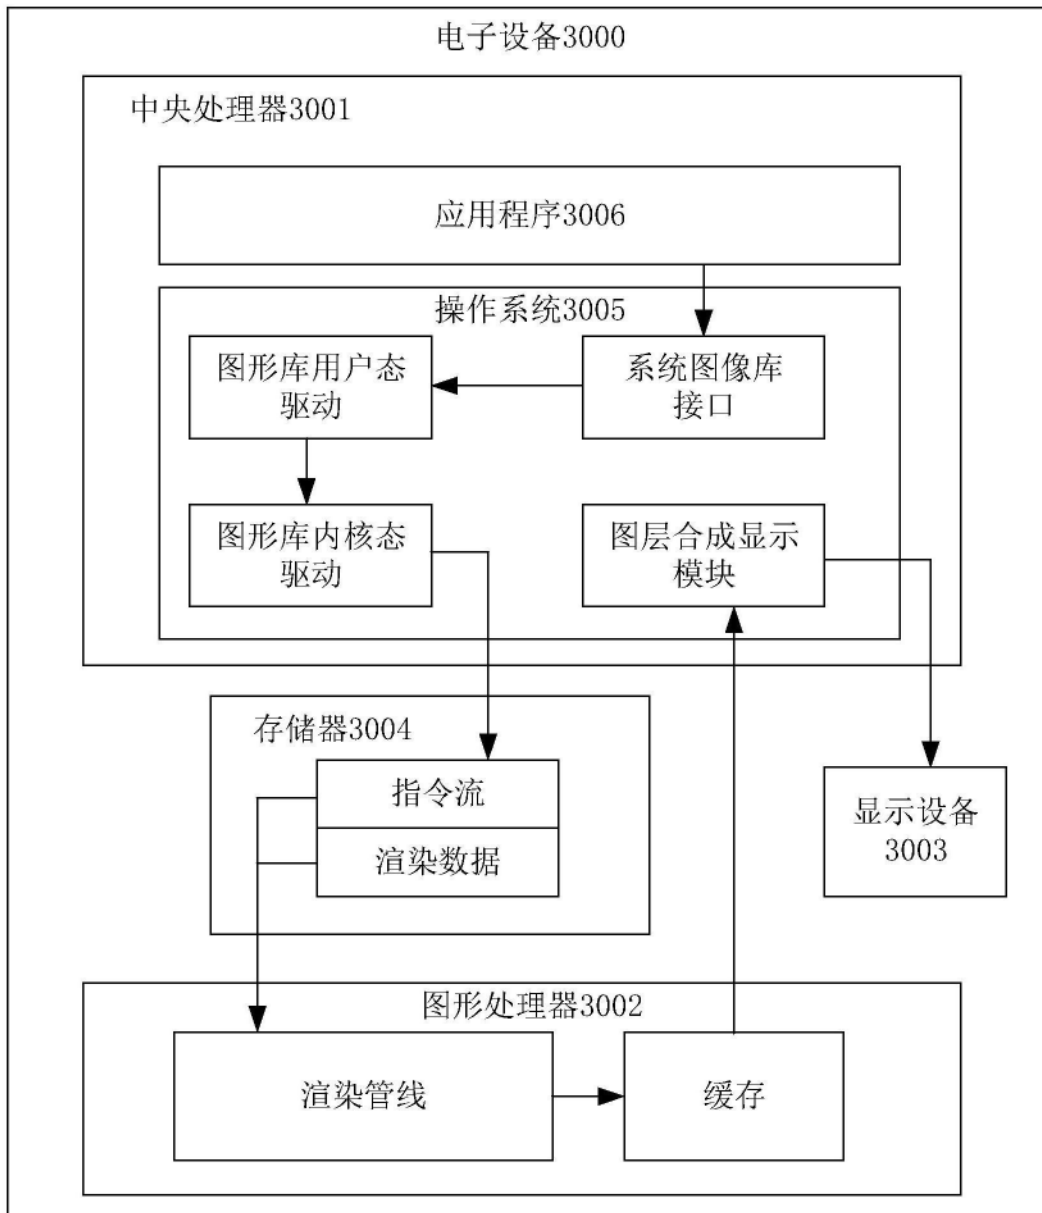 电子设备3000
中央处理器3001
应用程序3006
操作系统3005
图形库用户态
驱动
系统图像库
接口
图形库内核态
驱动
图层合成显示
模块
存储器3004
指令流
渲染数据
显示设备
3003
图形处理器3002
渲染管线
缓存